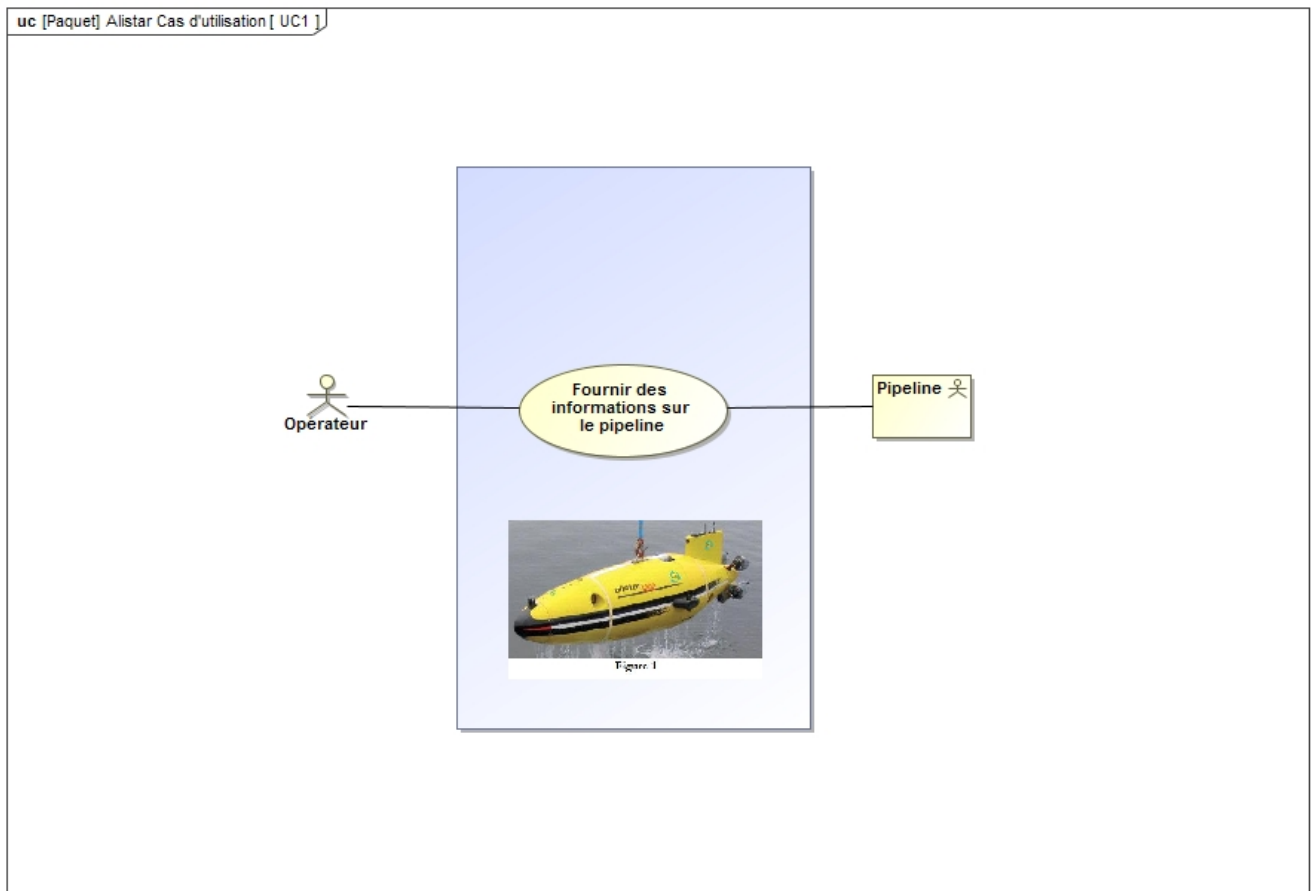 uc [Paquet] Alistar Cas d'utilisation [ UC1 ]
Fournir des
informations sur
le pipeline
Opérateur
Pipeline
Figure 1